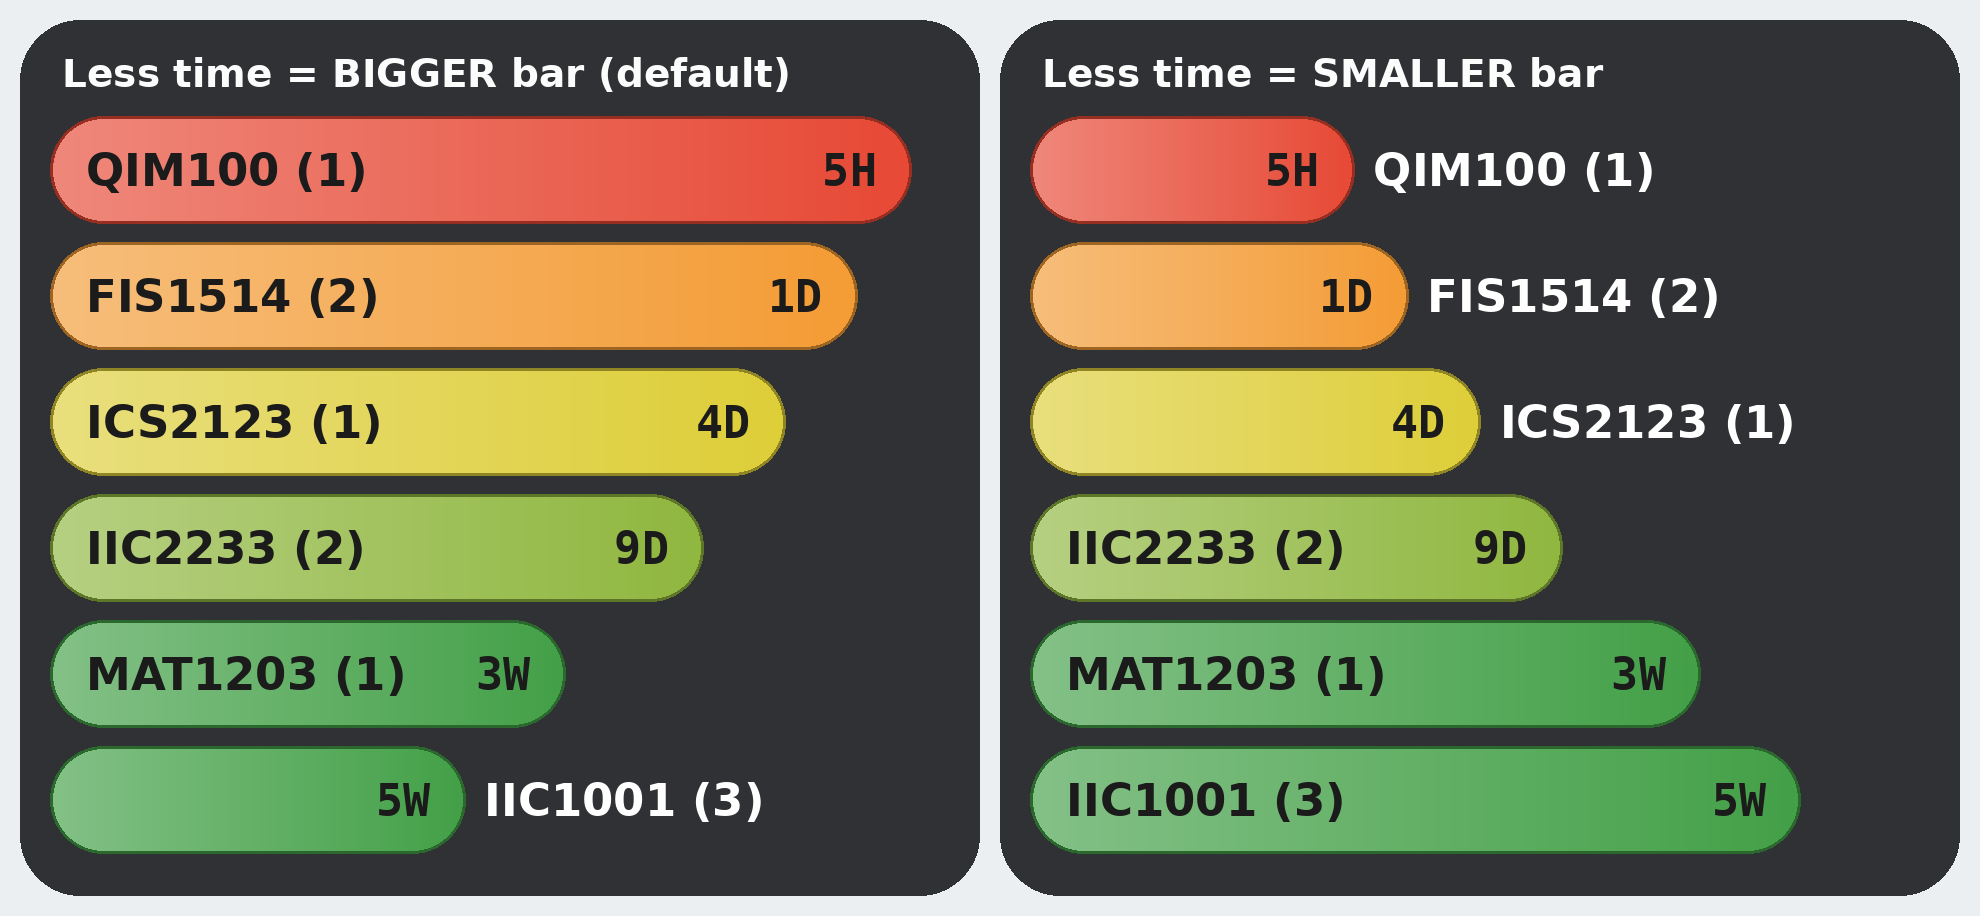 Less time = BIGGER bar (default)
QIM100 (1) 5H
FIS1514 (2) 1D
ICS2123 (1) 4D
IIC2233 (2) 9D
MAT1203 (1) 3W
5W IIC1001 (3)
Less time = SMALLER bar
5H QIM100 (1)
1D FIS1514 (2)
4D ICS2123 (1)
IIC2233 (2) 9D
MAT1203 (1) 3W
IIC1001 (3) 5W